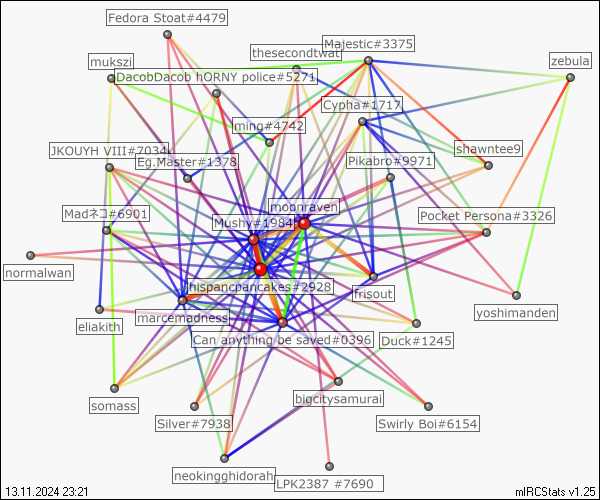 Fedora Stoat#4479
Majestic#3375
thesecondtwat
mukszi
zebula
DacobDacob hORNY police#5271
Cypha#1717
ming#4742
shawntee9
JKOUYH VIII#7034
Eg.Master#1378
Pikabro#9971
moonraven
Madネコ#6901
Mushy#1984
Pocket Persona#3326
normalwan
hispancpancakes#2928
frisout
marcemadness
yoshimanden
eliakith
Can anything be saved#0396
Duck#1245
somass
bigcitysamurai
Silver#7938
Swirly Boi#6154
neokingghidorah
LPK2387 #7690
13.11.2024 23:21
mIRCStats v1.25